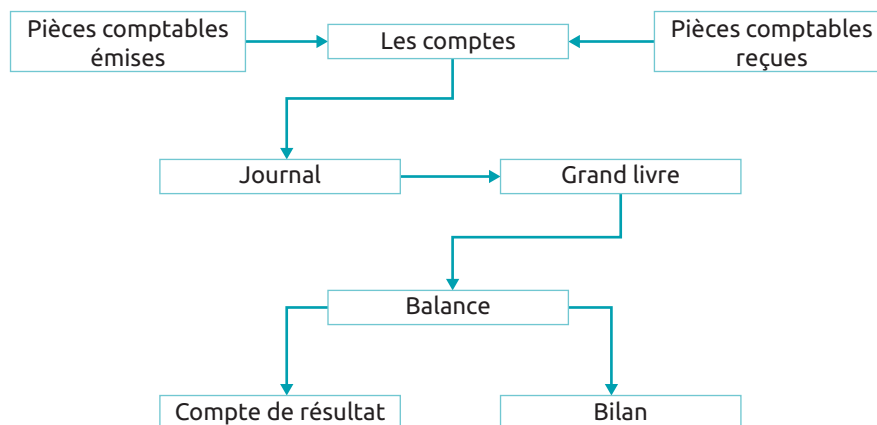 Pièces comptables
émises
Les comptes
Pièces comptables
reçues
Journal
Grand livre
Balance
Compte de résultat
Bilan